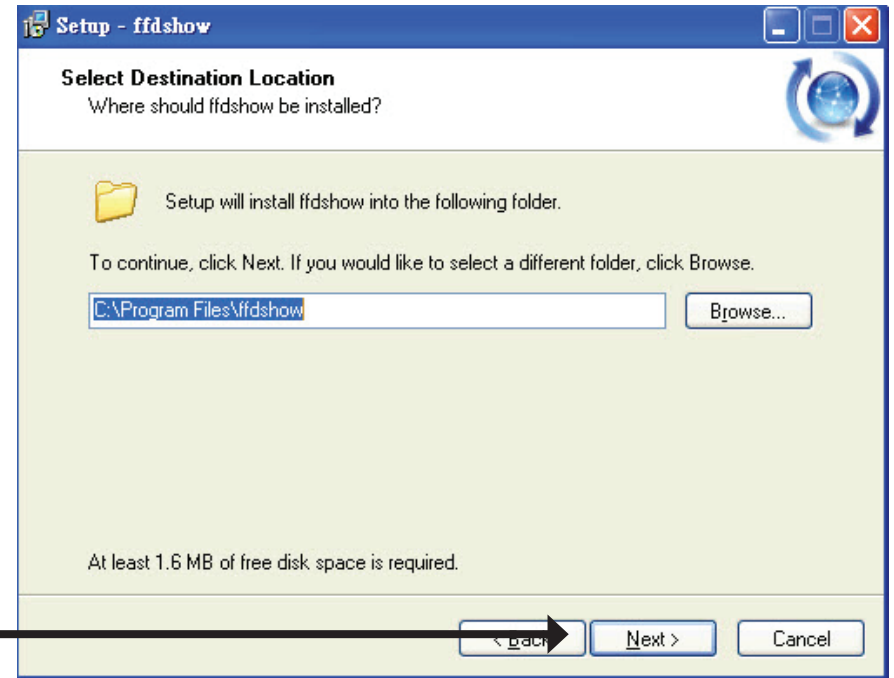 Setup - ffdshow
Select Destination Location
Where should ffdshow be installed?
Setup will install ffdshow into the following folder.
To continue, click Next. If you would like to select a different folder, click Browse.
C:\Program Files\ffdshow
Browse...
At least 1.6 MB of free disk space is required.
< Back
Next >
Cancel